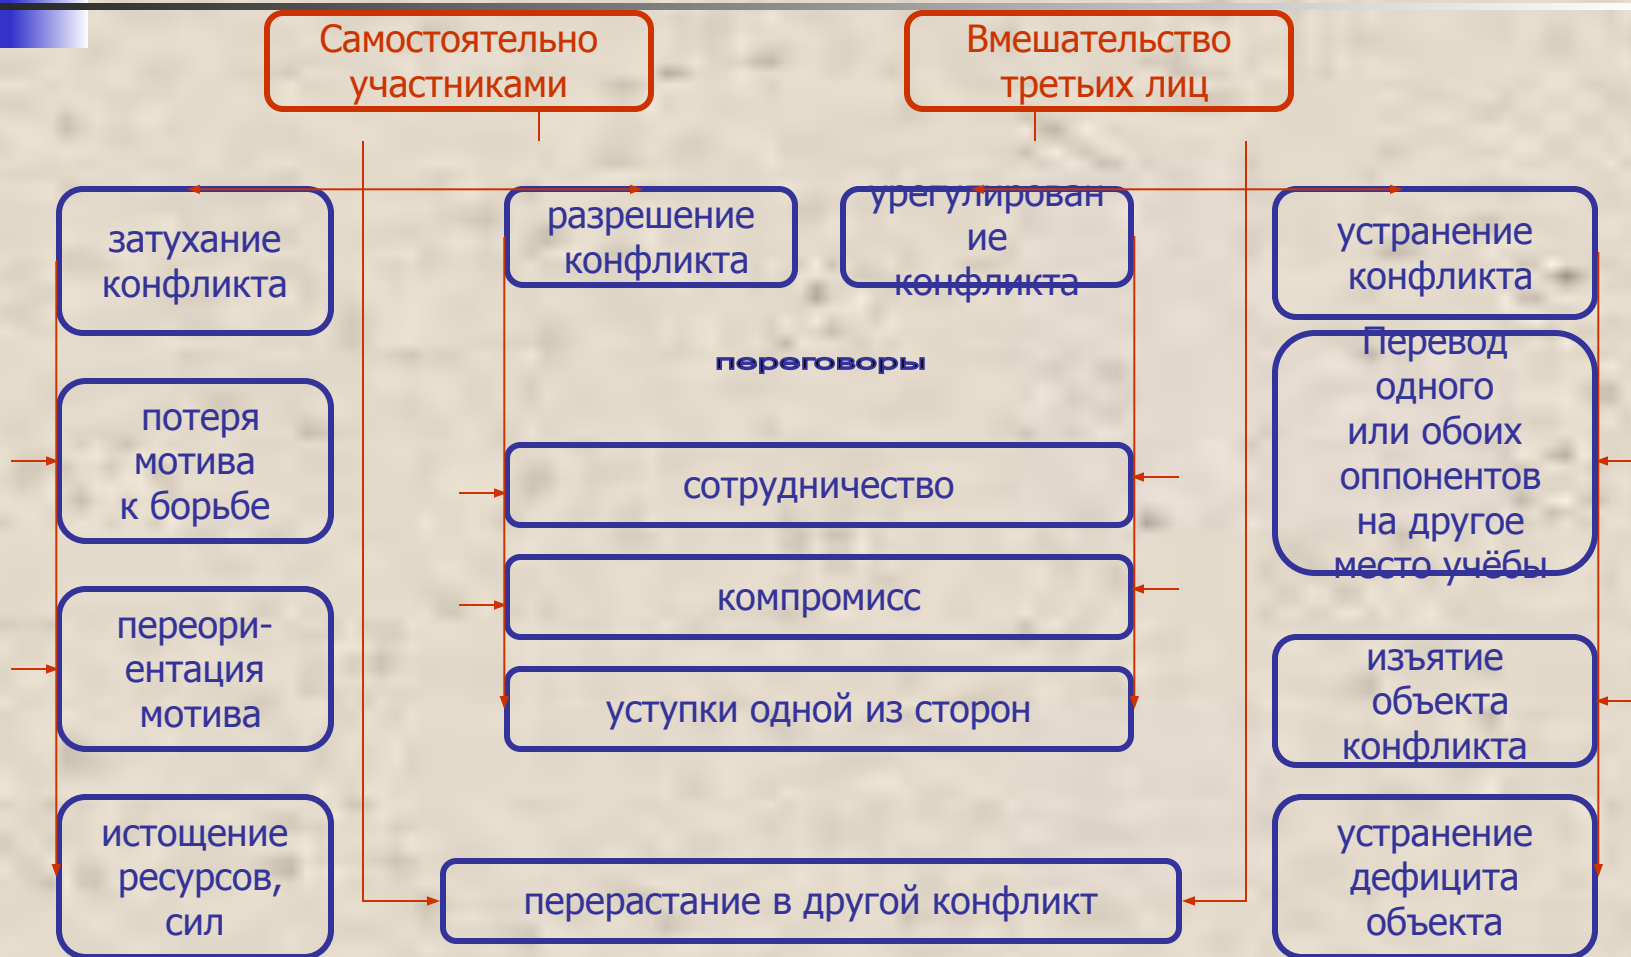 Самостоятельно
участниками
Вмешательство
третьих лиц
затухание
конфликта
разрешение
конфликта
урегулирован
ие
конфликта
устранение
конфликта
переговоры
потеря
мотива
к борьбе
Перевод
одного
или обоих
оппонентов
на другое
место учёбы
сотрудничество
компромисс
переори-
ентация
мотива
уступки одной из сторон
изъятие
объекта
конфликта
истощение
ресурсов,
сил
перерастание в другой конфликт
устранение
дефицита
объекта